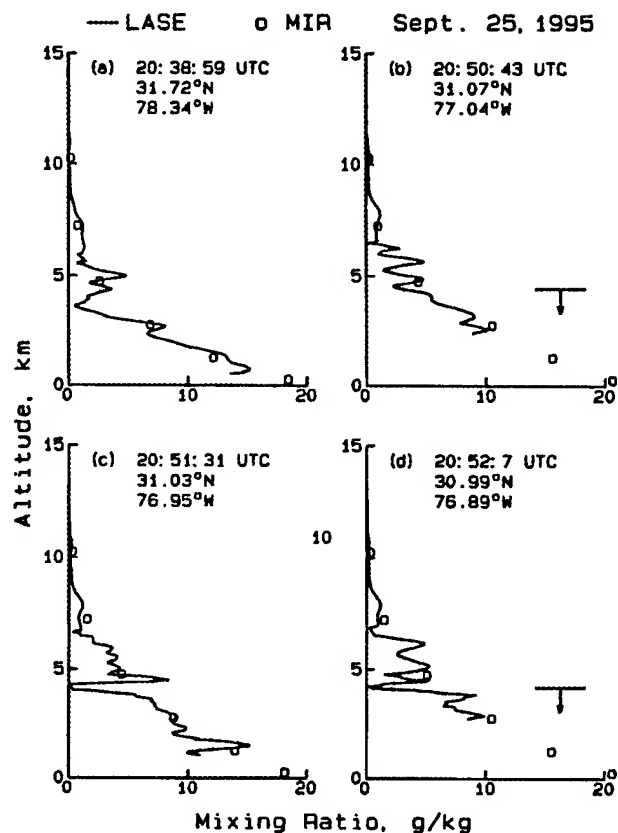 LASE MIR Sept. 25, 1995
(a) 20:38:59 UTC
31.72°N
78.34°W
(b) 20:50:43 UTC
31.07°N
77.04°W
15
10
5
0
0 10 20
15
10
5
0
0 10 20
(c) 20:51:31 UTC
31.03°N
76.95°W
(d) 20:52:7 UTC
30.99°N
76.89°W
15
10
5
0
0 10 20
15
10
10
5
0
0 10 20
Altitude, km
Mixing Ratio, g/kg